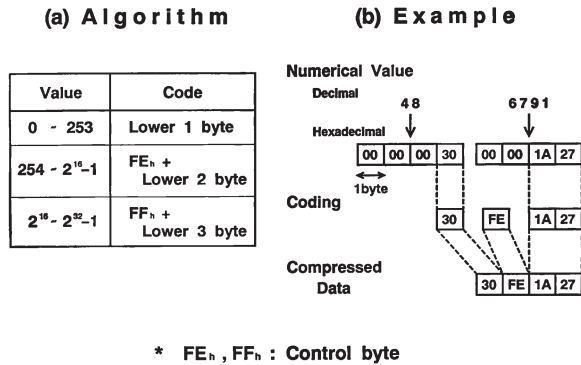 (a) Algorithm
Value Code
0 ~ 253 Lower 1 byte
254 ~ 2¹⁶–1 FEₕ + Lower 2 byte
2¹⁶ ~ 2³²–1 FFₕ + Lower 3 byte
(b) Example
Numerical Value
Decimal
48 6791
Hexadecimal
00 00 00 30 00 00 1A 27
1byte
Coding
30 FE 1A 27
Compressed
Data
30 FE 1A 27
* FEₕ , FFₕ : Control byte